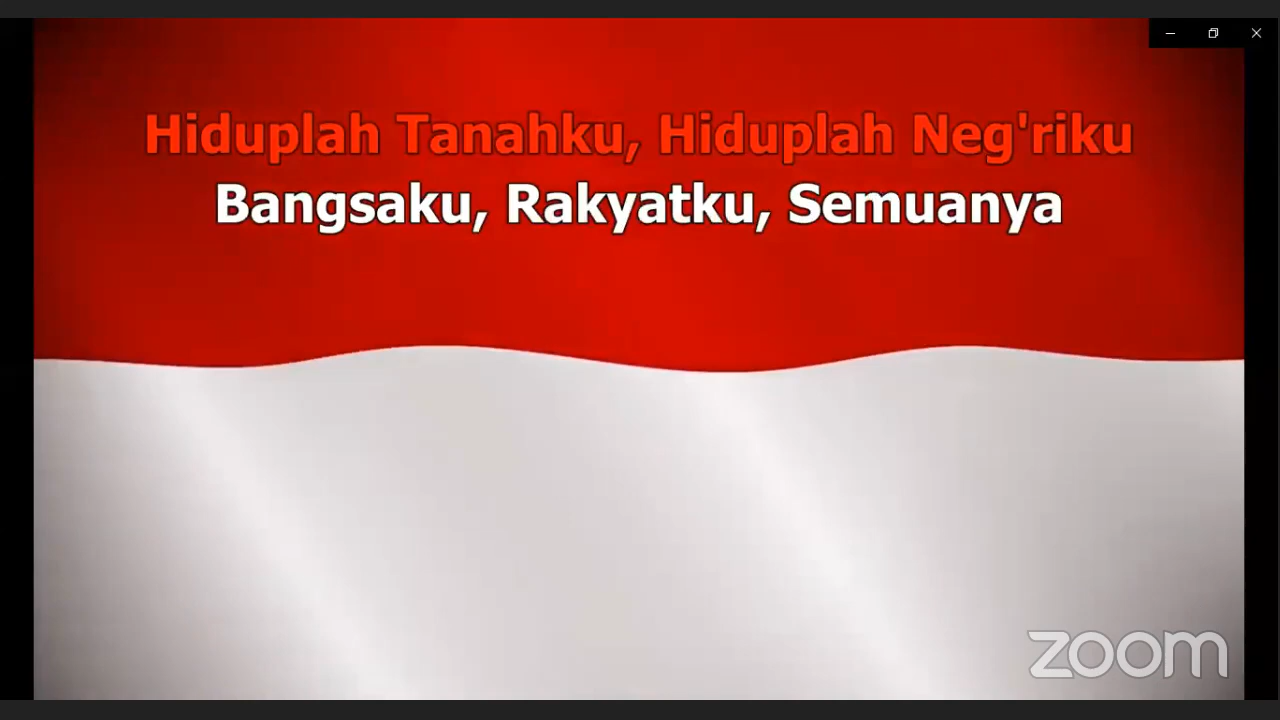 Hiduplah Tanahku, Hiduplah Neg'riku
Bangsaku, Rakyatku, Semuanya
zoom